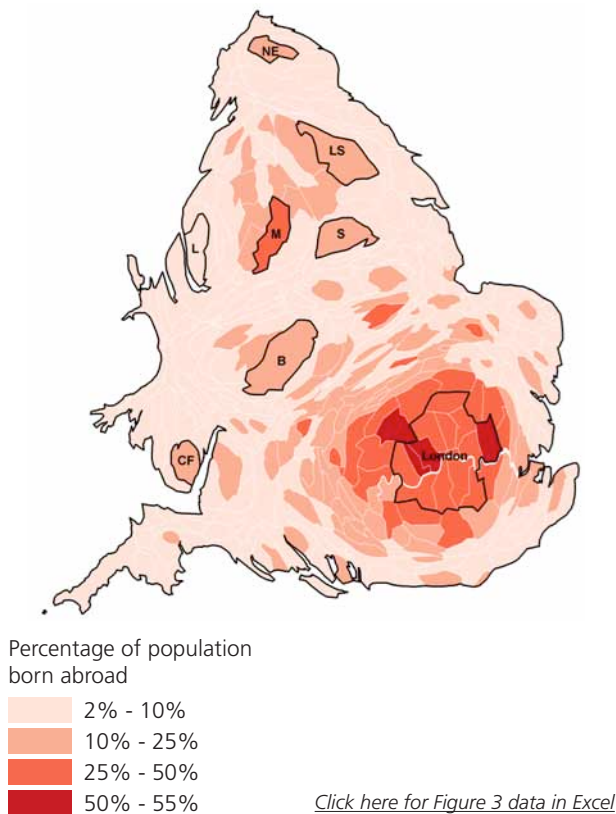 NE
LS
L
M
S
B
CF
London
Percentage of population
born abroad
2% - 10%
10% - 25%
25% - 50%
50% - 55%
Click here for Figure 3 data in Excel